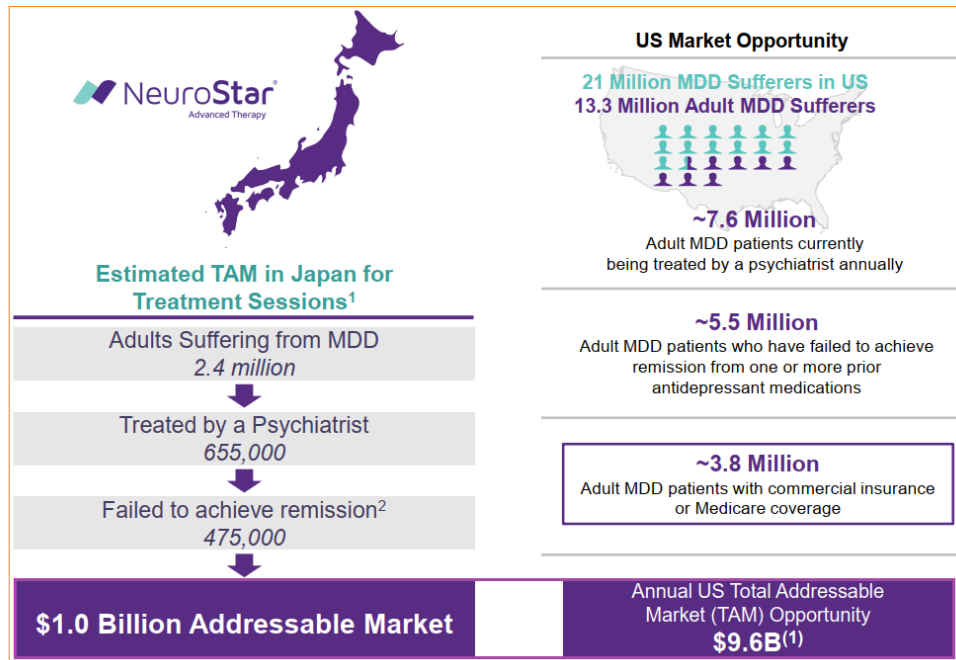 NeuroStar®
Advanced Therapy
Estimated TAM in Japan for
Treatment Sessions1
Adults Suffering from MDD
2.4 million
Treated by a Psychiatrist
655,000
Failed to achieve remission2
475,000
$1.0 Billion Addressable Market
US Market Opportunity
21 Million MDD Sufferers in US
13.3 Million Adult MDD Sufferers
~7.6 Million
Adult MDD patients currently
being treated by a psychiatrist annually
~5.5 Million
Adult MDD patients who have failed to achieve
remission from one or more prior
antidepressant medications
~3.8 Million
Adult MDD patients with commercial insurance
or Medicare coverage
Annual US Total Addressable
Market (TAM) Opportunity
$9.6B(1)